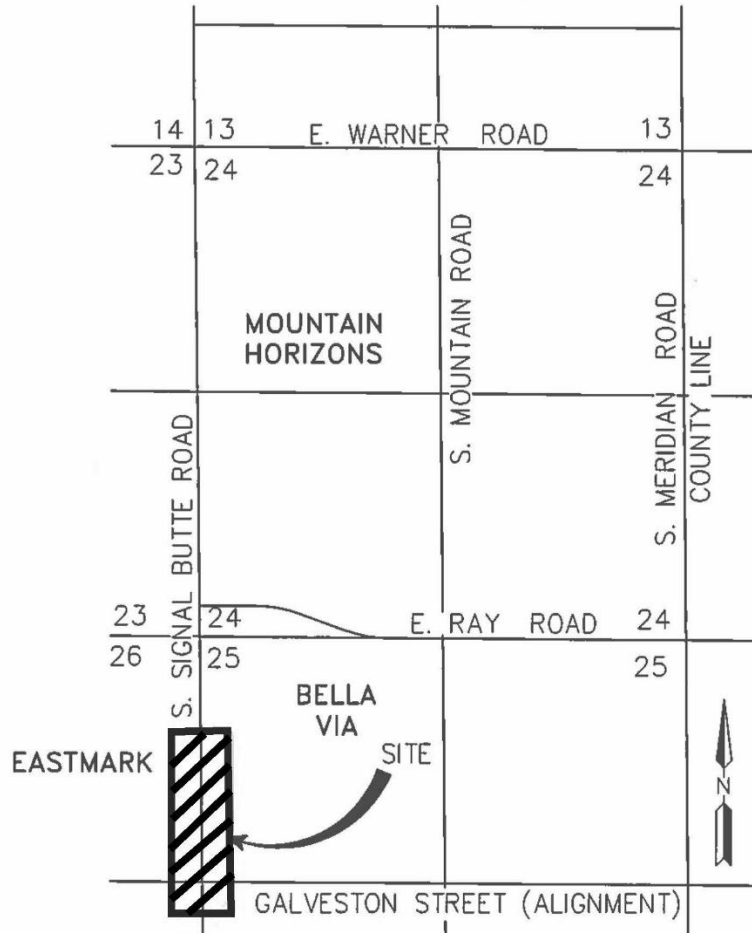 14 13 E. WARNER ROAD 13
23 24 24
S. MOUNTAIN ROAD
S. MERIDIAN ROAD
COUNTY LINE
MOUNTAIN
HORIZONS
S. SIGNAL BUTTE ROAD
23 24 E. RAY ROAD 24
26 25 25
BELLA
VIA
EASTMARK
SITE
N
GALVESTON STREET (ALIGNMENT)